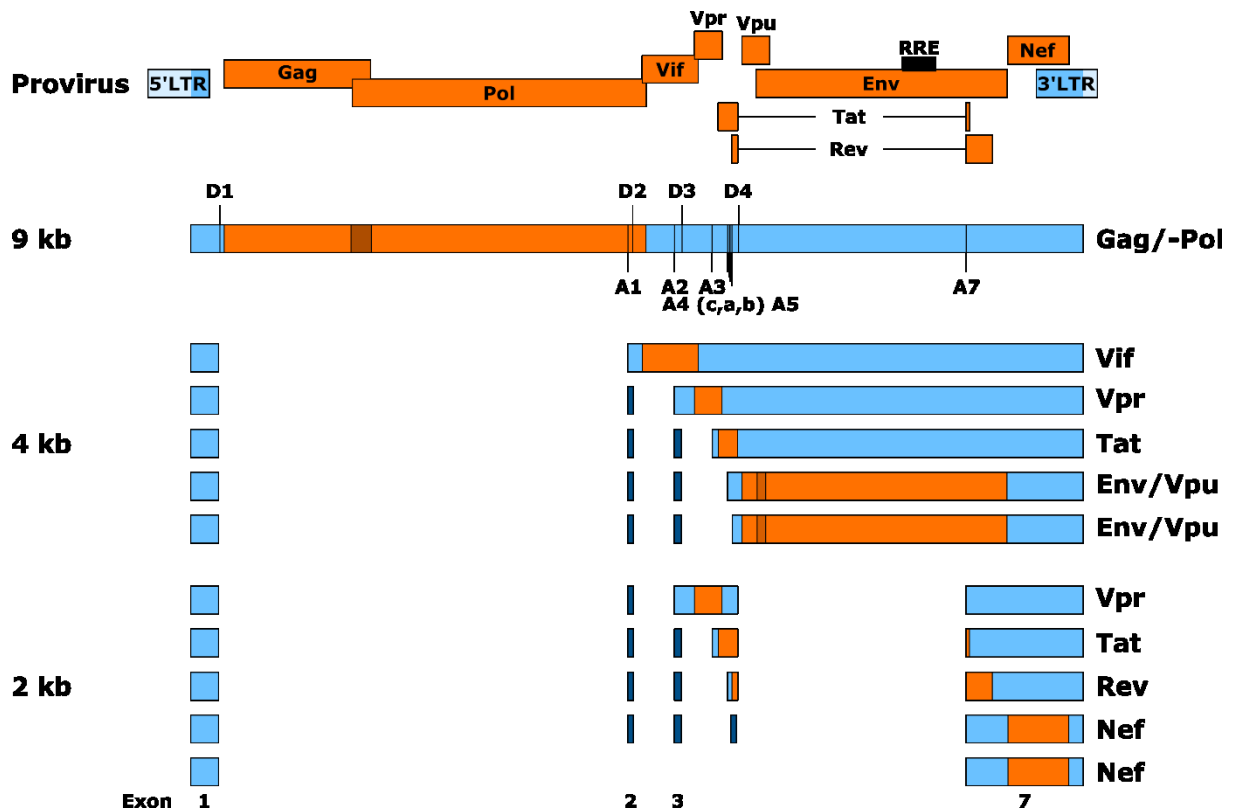 Vpr Vpu
RRE Nef
Provirus 5'LTR Gag Pol Vif Env 3'LTR
Tat
Rev
D1 D2 D3 D4
9 kb Gag/-Pol
A1 A2 A3 A7
A4 (c,a,b) A5
Vif
Vpr
4 kb Tat
Env/Vpu
Env/Vpu
Vpr
Tat
2 kb Rev
Nef
Nef
Exon 1 2 3 7